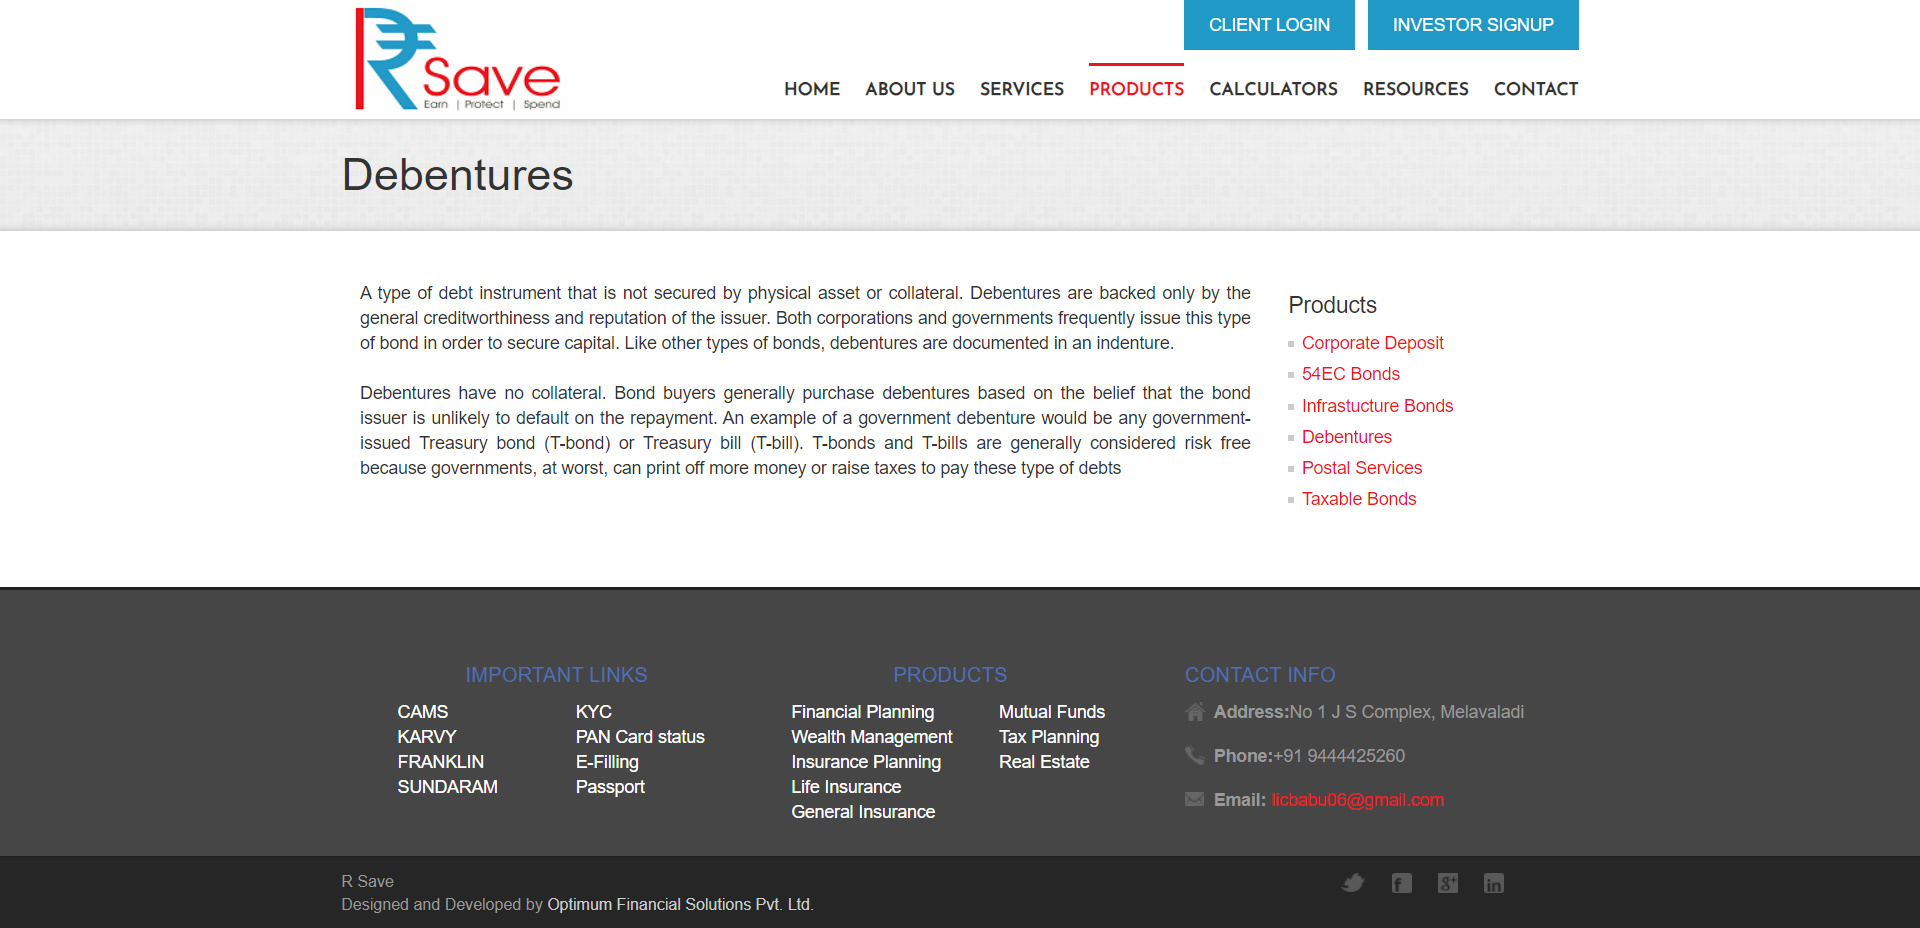 CLIENT LOGIN INVESTOR SIGNUP
Save
Earn | Protect | Spend
HOME ABOUT US SERVICES PRODUCTS CALCULATORS RESOURCES CONTACT
Debentures
A type of debt instrument that is not secured by physical asset or collateral. Debentures are backed only by the
general creditworthiness and reputation of the issuer. Both corporations and governments frequently issue this type
of bond in order to secure capital. Like other types of bonds, debentures are documented in an indenture.
Debentures have no collateral. Bond buyers generally purchase debentures based on the belief that the bond
issuer is unlikely to default on the repayment. An example of a government debenture would be any government-
issued Treasury bond (T-bond) or Treasury bill (T-bill). T-bonds and T-bills are generally considered risk free
because governments, at worst, can print off more money or raise taxes to pay these type of debts
Products
Corporate Deposit
54EC Bonds
Infrastucture Bonds
Debentures
Postal Services
Taxable Bonds
IMPORTANT LINKS
CAMS KYC
KARVY PAN Card status
FRANKLIN E-Filling
SUNDARAM Passport
PRODUCTS
Financial Planning Mutual Funds
Wealth Management Tax Planning
Insurance Planning Real Estate
Life Insurance
General Insurance
CONTACT INFO
Address:No 1 J S Complex, Melavaladi
Phone:+91 9444425260
Email: licbabu06@gmail.com
R Save
Designed and Developed by Optimum Financial Solutions Pvt. Ltd.